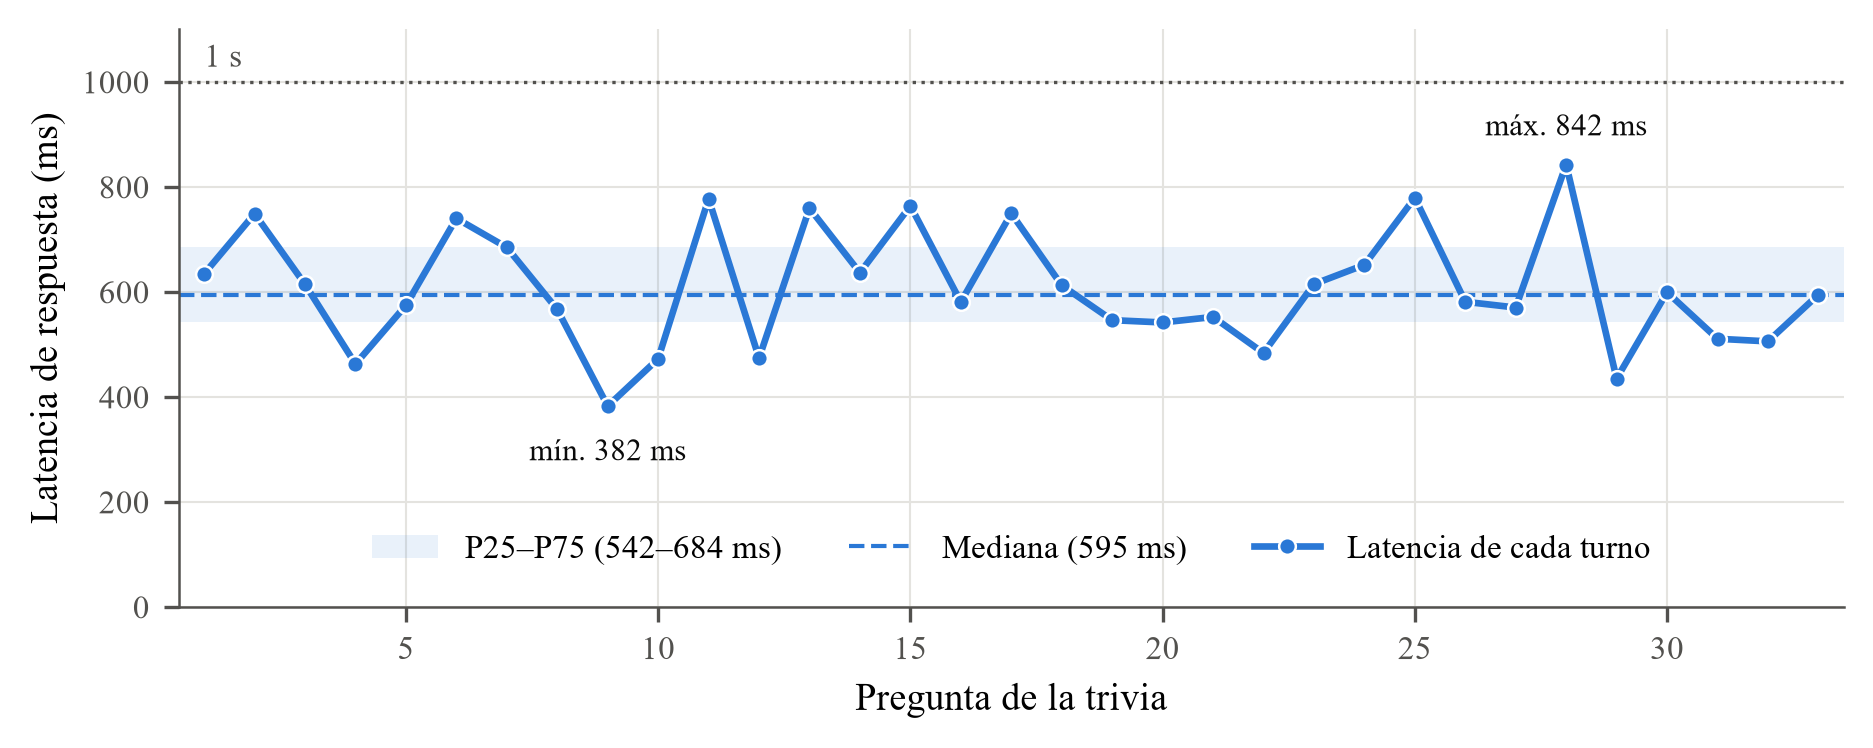 1 s
1000
máx. 842 ms
800
600
400
mín. 382 ms
200
P25–P75 (542–684 ms) Mediana (595 ms) Latencia de cada turno
0
5 10 15 20 25 30
Pregunta de la trivia
Latencia de respuesta (ms)